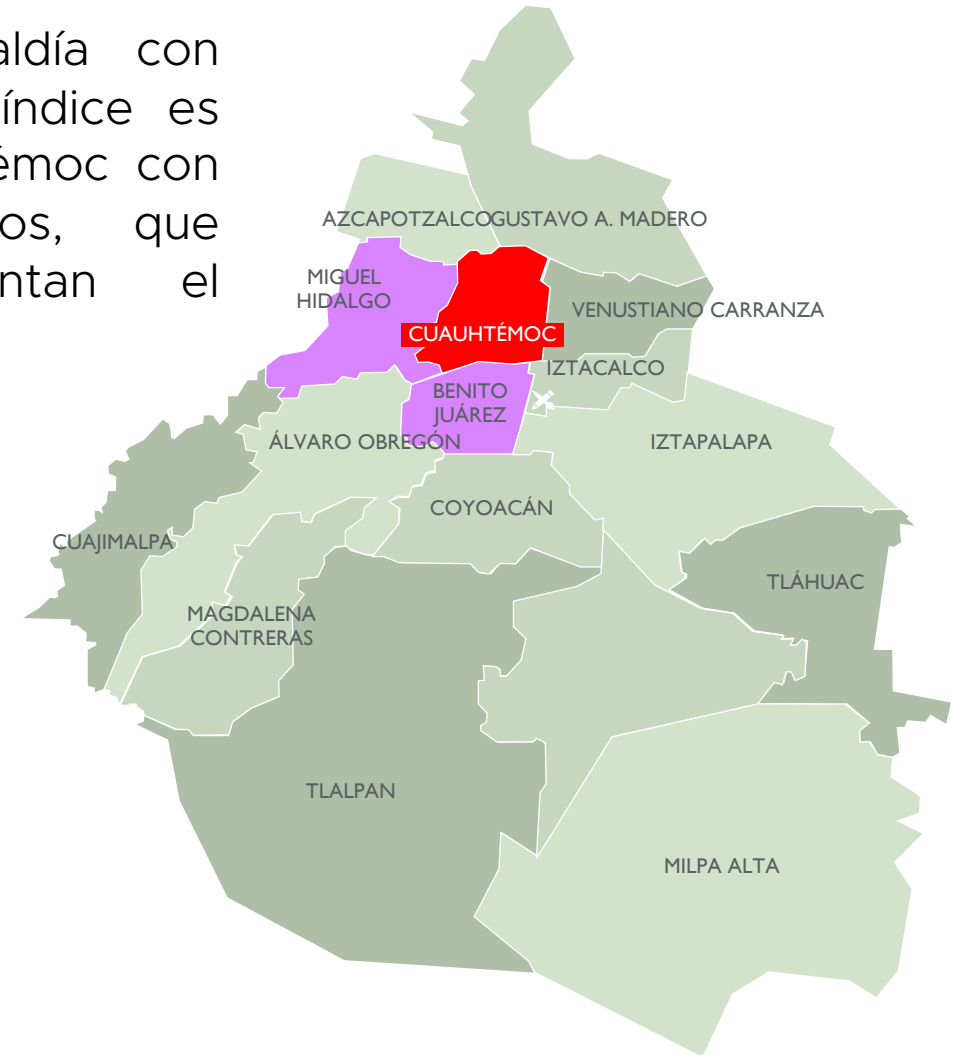 aldía con
índice es
émoc con
os, que
ntan el
AZCAPOTZALCO
GUSTAVO A. MADERO
MIGUEL
HIDALGO
VENUSTIANO CARRANZA
CUAUHTÉMOC
IZTACALCO
BENITO
JUÁREZ
ÁLVARO OBREGÓN
IZTAPALAPA
COYOACÁN
CUAJIMALPA
TLÁHUAC
MAGDALENA
CONTRERAS
TLALPAN
MILPA ALTA